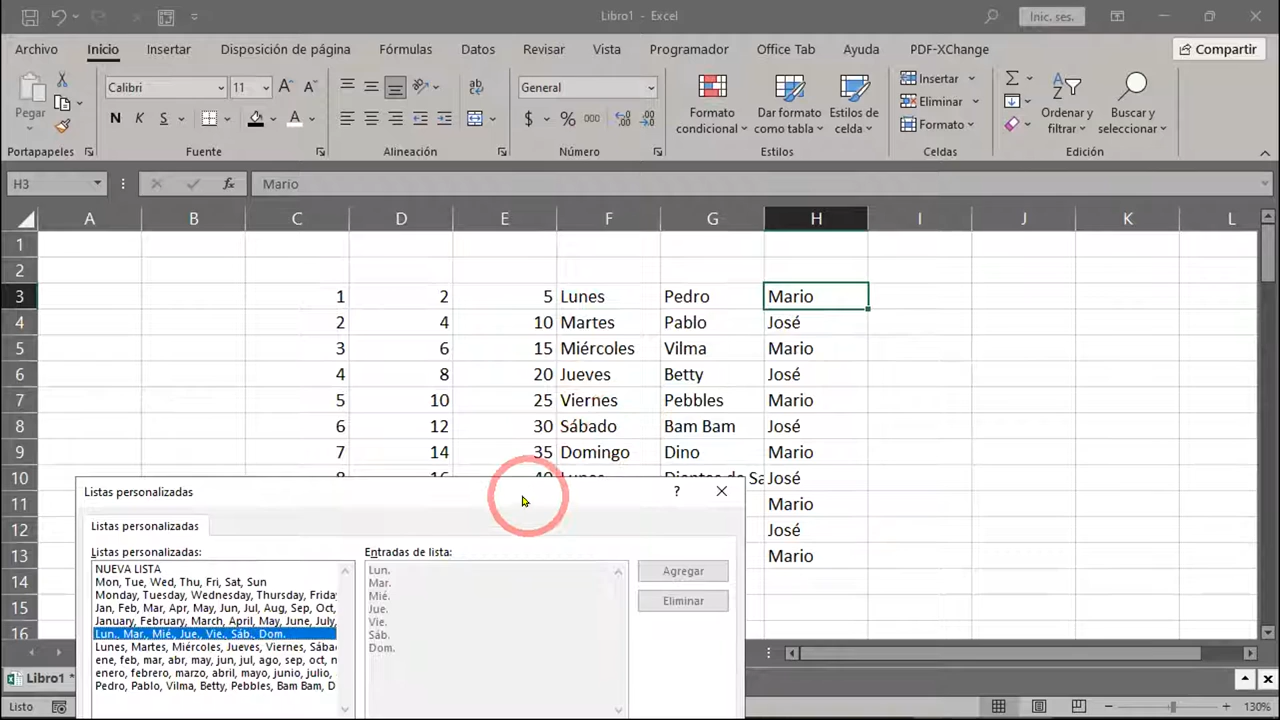 Libro1 - Excel
Inic. ses.
Archivo Inicio Insertar Disposición de página Fórmulas Datos Revisar Vista Programador Office Tab Ayuda PDF-XChange Compartir
Pegar
Calibri 11
N K S
General
$ % 000
Formato condicional
Dar formato como tabla
Estilos de celda
Insertar
Eliminar
Formato
Ordenar y filtrar
Buscar y seleccionar
Portapapeles Fuente Alineación Número Estilos Celdas Edición
H3 fx Mario
A B C D E F G H I J K L
1
2
3 1 2 5 Lunes Pedro Mario
4 2 4 10 Martes Pablo José
5 3 6 15 Miércoles Vilma Mario
6 4 8 20 Jueves Betty José
7 5 10 25 Viernes Pebbles Mario
8 6 12 30 Sábado Bam Bam José
9 7 14 35 Domingo Dino Mario
10 8 16 40 Lunes Dientes de Sa José
11 Mario
12 José
13 Mario
14
15
16
Listas personalizadas ?
Listas personalizadas
Listas personalizadas:
NUEVA LISTA
Mon, Tue, Wed, Thu, Fri, Sat, Sun
Monday, Tuesday, Wednesday, Thursday, Frida
Jan, Feb, Mar, Apr, May, Jun, Jul, Aug, Sep, Oct,
January, February, March, April, May, June, July,
Lun., Mar., Mié., Jue., Vie., Sáb., Dom.
Lunes, Martes, Miércoles, Jueves, Viernes, Sába
ene, feb, mar, abr, may, jun, jul, ago, sep, oct, n
enero, febrero, marzo, abril, mayo, junio, julio,
Pedro, Pablo, Vilma, Betty, Pebbles, Bam Bam, D
Entradas de lista:
Lun.
Mar.
Mié.
Jue.
Vie.
Sáb.
Dom.
Agregar
Eliminar
Libro1 *
Listo 130%